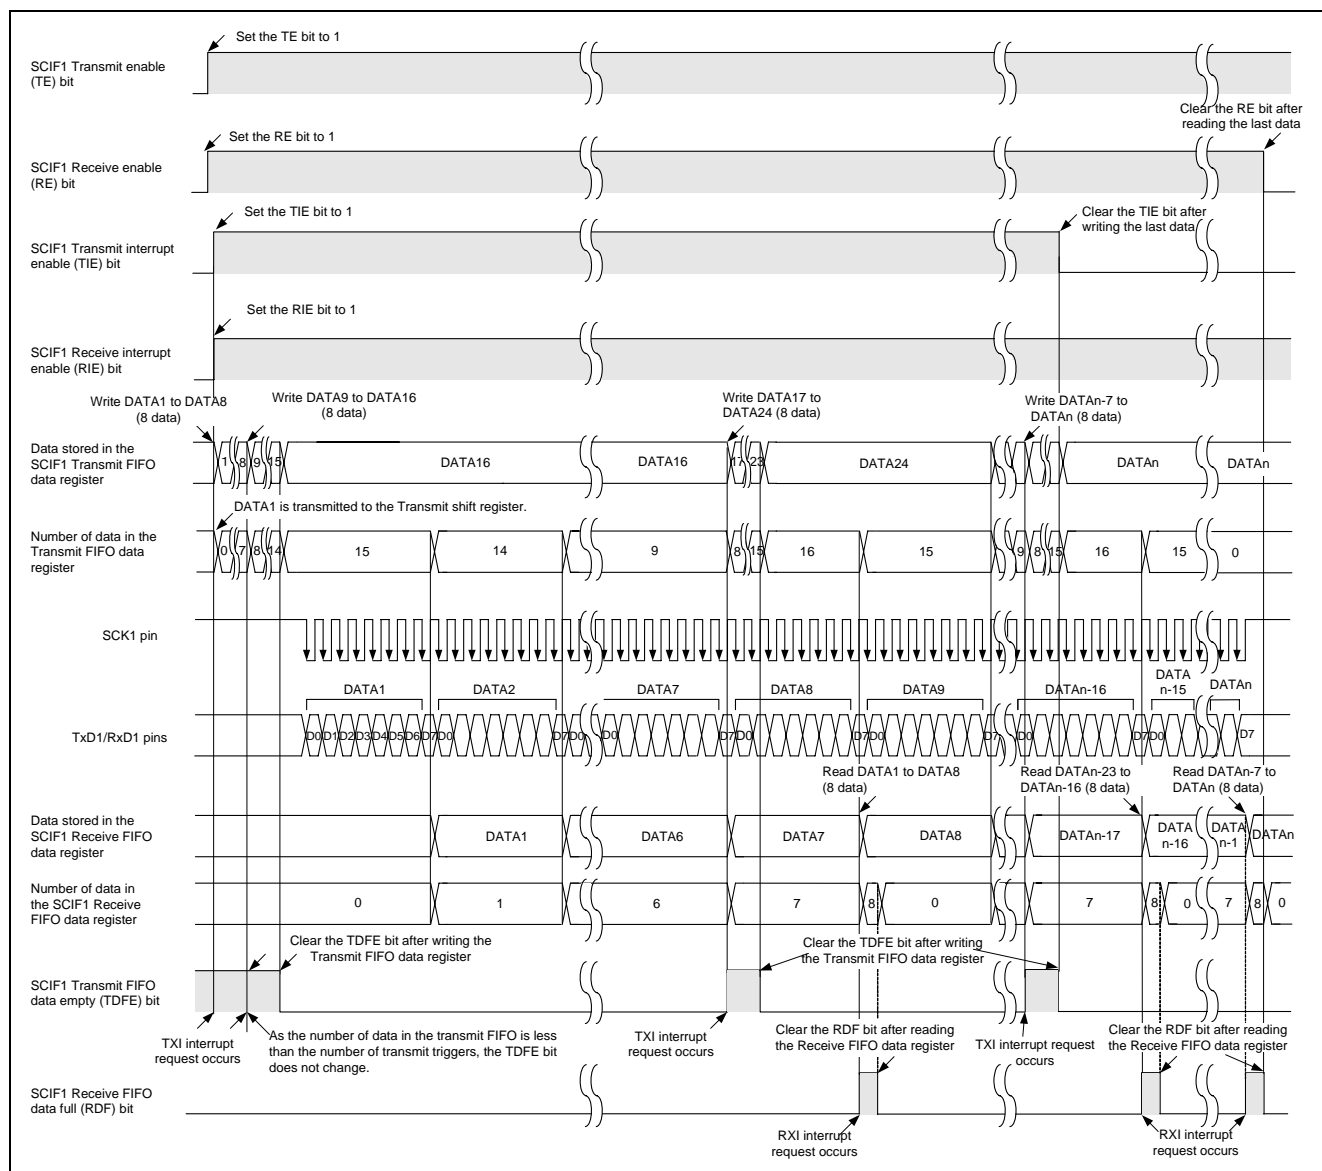 Set the TE bit to 1
SCIF1 Transmit enable
(TE) bit
Clear the RE bit after
reading the last data
Set the RE bit to 1
SCIF1 Receive enable
(RE) bit
Set the TIE bit to 1
Clear the TIE bit after
writing the last data
SCIF1 Transmit interrupt
enable (TIE) bit
Set the RIE bit to 1
SCIF1 Receive interrupt
enable (RIE) bit
Write DATA1 to DATA8
(8 data)
Write DATA9 to DATA16
(8 data)
Write DATA17 to
DATA24 (8 data)
Write DATAn-7 to
DATAn (8 data)
Data stored in the
SCIF1 Transmit FIFO
data register
1 8 9 15 DATA16 DATA16 17 23 DATA24 DATAn DATAn
DATA1 is transmitted to the Transmit shift register.
Number of data in the
Transmit FIFO data
register
0 7 8 14 15 14 9 8 15 16 15 9 8 15 16 15 0
SCK1 pin
DATA1 DATA2 DATA7 DATA8 DATA9 DATAn-16 DATA
n-15
DATAn
TxD1/RxD1 pins
D0 D1 D2 D3 D4 D5 D6 D7 D0 D7 D0 D0 D7 D0 D7 D0 D7 D0 D7 D0 D7
Read DATA1 to DATA8
(8 data)
Read DATAn-23 to
DATAn-16 (8 data)
Read DATAn-7 to
DATAn (8 data)
Data stored in the
SCIF1 Receive FIFO
data register
DATA1 DATA6 DATA7 DATA8 DATAn-17 DATA
n-16
DATA
n-1
DATAn
Number of data in
the SCIF1 Receive
FIFO data register
0 1 6 7 8 0 7 8 0 7 8 0
Clear the TDFE bit after writing the
Transmit FIFO data register
Clear the TDFE bit after writing
the Transmit FIFO data register
SCIF1 Transmit FIFO
data empty (TDFE) bit
TXI interrupt
request occurs
As the number of data in the transmit FIFO is less
than the number of transmit triggers, the TDFE bit
does not change.
TXI interrupt
request occurs
Clear the RDF bit after reading
the Receive FIFO data register
TXI interrupt request
occurs
Clear the RDF bit after reading
the Receive FIFO data register
SCIF1 Receive FIFO
data full (RDF) bit
RXI interrupt
request occurs
RXI interrupt
request occurs